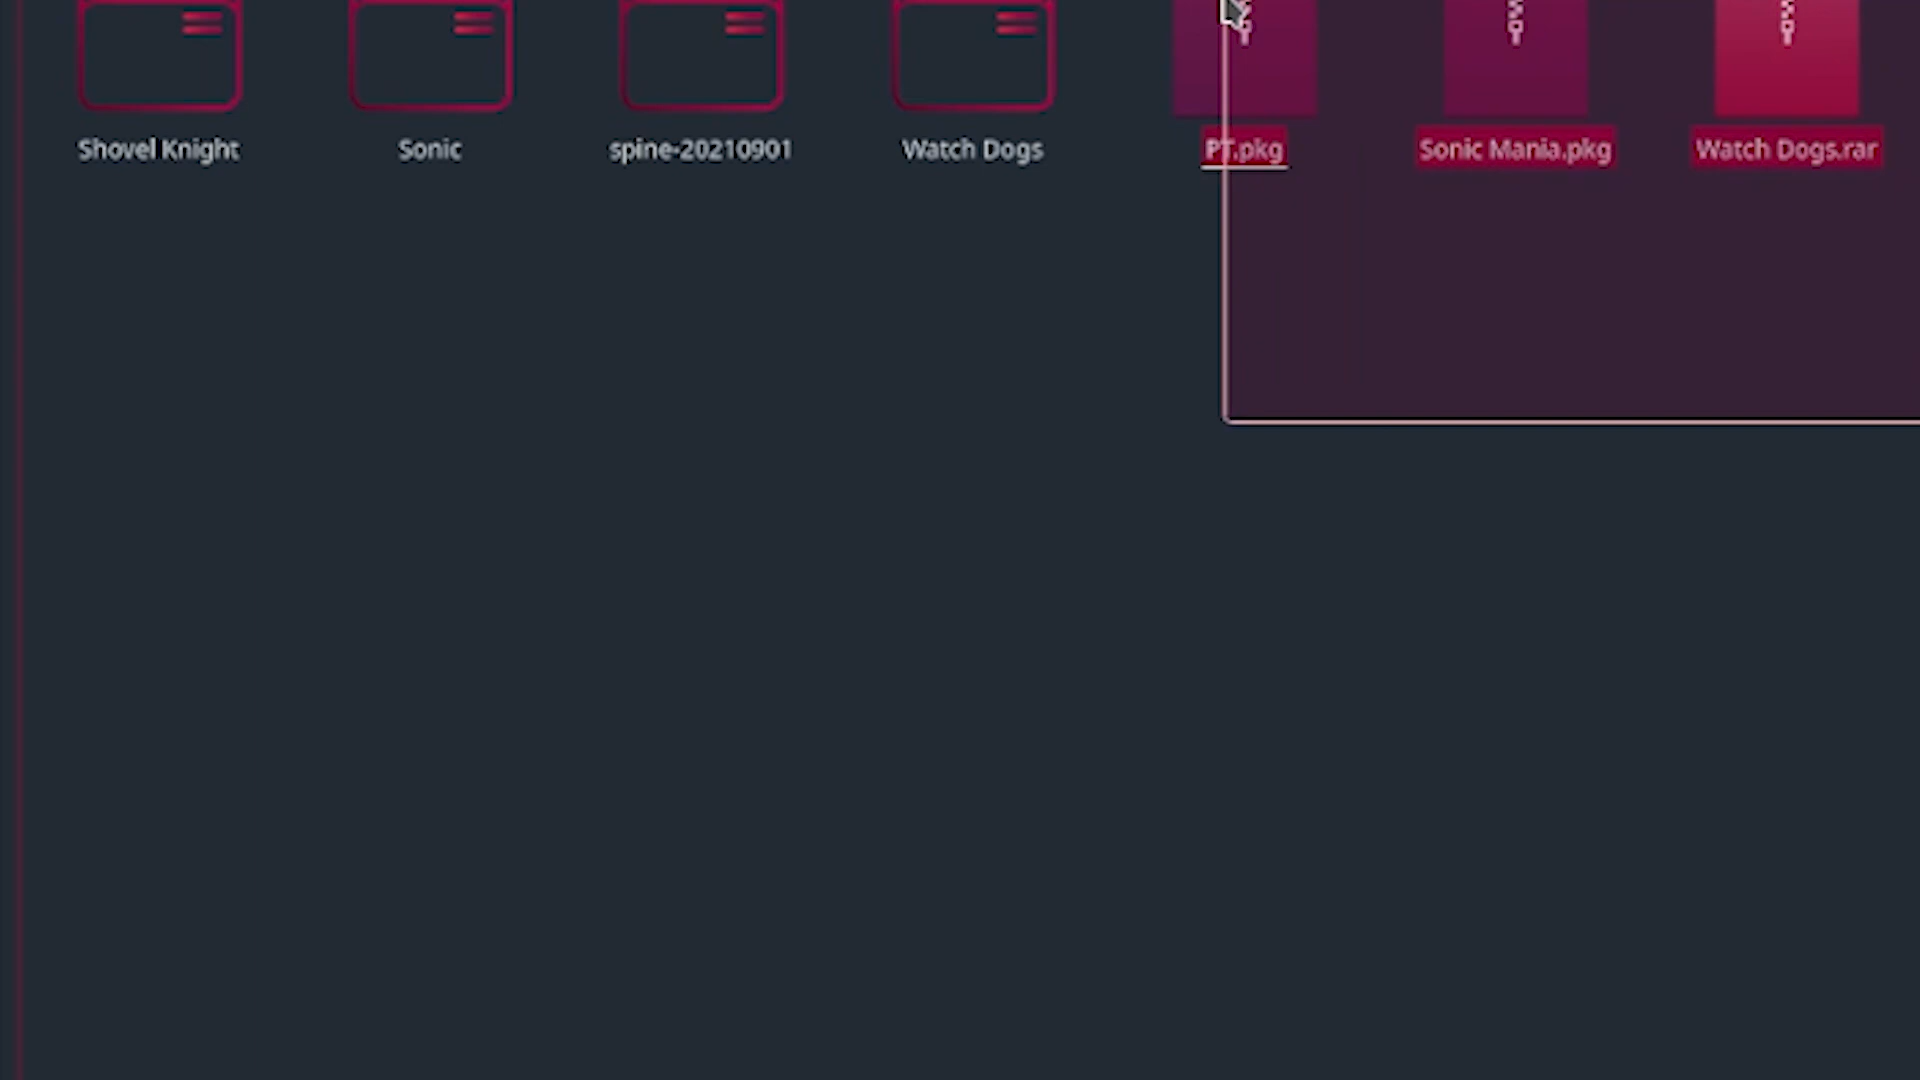 Shovel Knight
Sonic
spine-20210901
Watch Dogs
PT.pkg
Sonic Mania.pkg
Watch Dogs.rar